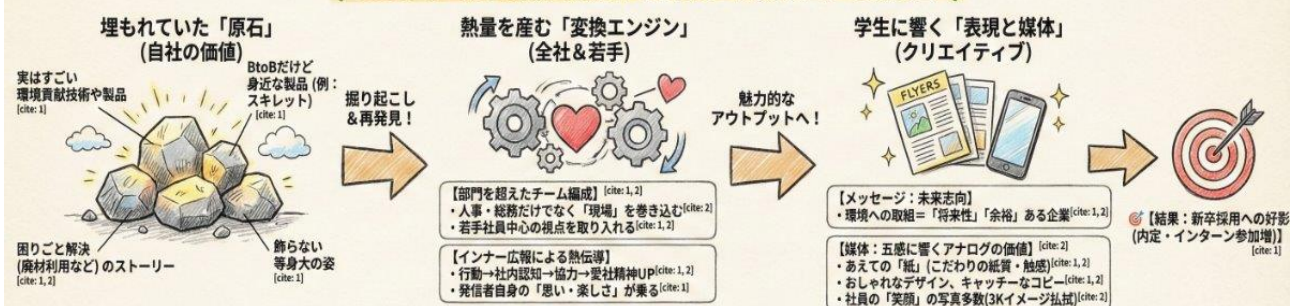 埋もれていた「原石」
(自社の価値)
実はすごい
環境貢献技術や製品
[cite: 1]
BtoBだけど
身近な製品 (例：
スキレット)
[cite: 1]
困りごと解決
(廃材利用など) のストーリー
[cite: 1, 2]
飾らない
等身大の姿
[cite: 1]
掘り起こし
＆再発見！
熱量を産む「変換エンジン」
(全社＆若手)
【部門を超えたチーム編成】[cite: 1, 2]
・人事・総務だけでなく「現場」を巻き込む[cite: 2]
・若手社員中心の視点を取り入れる[cite: 1, 2]
【インナー広報による熱伝導】
・行動→社内認知→協力→愛社精神UP[cite: 1, 2]
・発信者自身の「思い・楽しさ」が乗る[cite: 1]
魅力的な
アウトプットへ！
学生に響く「表現と媒体」
(クリエイティブ)
FLYERS
【メッセージ：未来志向】
・環境への取組＝「将来性」「余裕」ある企業[cite: 1, 2]
【媒体：五感に響くアナログの価値】[cite: 2]
・あえての「紙」(こだわりの紙質・触感)[cite: 1, 2]
・おしゃれなデザイン、キャッチーなコピー[cite: 1, 2]
・社員の「笑顔」の写真多数(3Kイメージ払拭)[cite: 2]
【結果：新卒採用への好影
(内定・インターン参加増)】
[cite: 1]